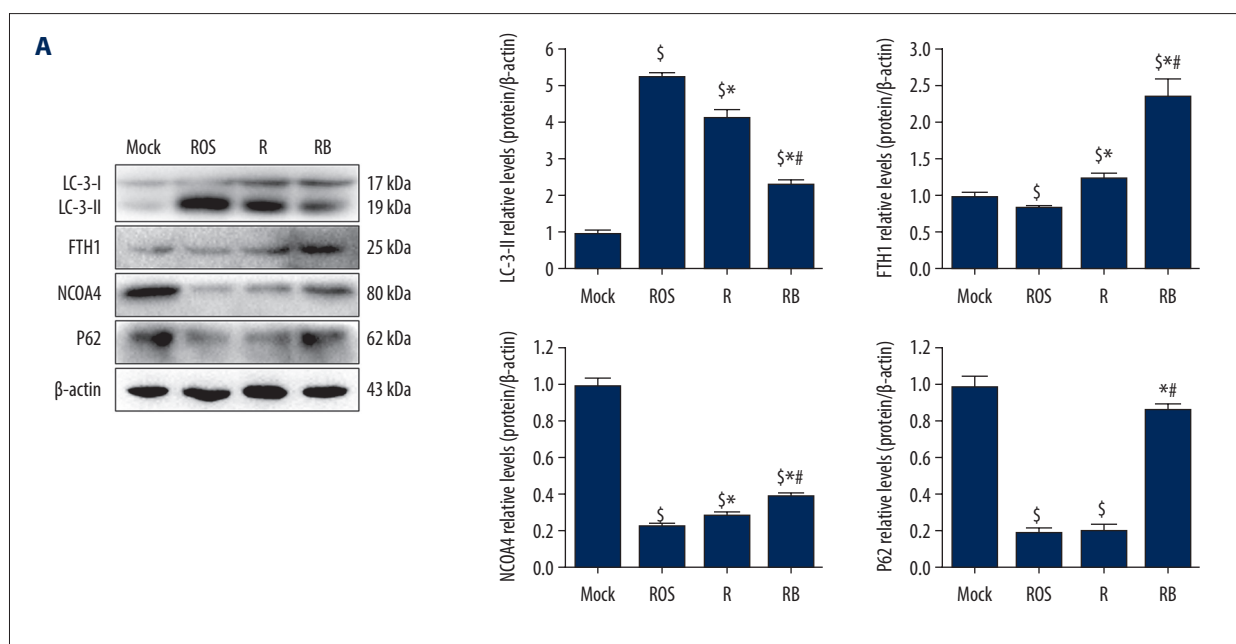 A
Mock ROS R RB
LC-3-I 17 kDa
LC-3-II 19 kDa
FTH1 25 kDa
NCOA4 80 kDa
P62 62 kDa
β-actin 43 kDa
LC-3-II relative levels (protein/β-actin)
6
5
4
3
2
1
0
$
$*
$*#
Mock ROS R RB
FTH1 relative levels (protein/β-actin)
3.0
2.5
2.0
1.5
1.0
0.5
0.0
$
$*
$*#
Mock ROS R RB
NCOA4 relative levels (protein/β-actin)
1.2
1.0
0.8
0.6
0.4
0.2
0.0
$
$*
$*#
Mock ROS R RB
P62 relative levels (protein/β-actin)
1.2
1.0
0.8
0.6
0.4
0.2
0.0
$
$
*#
Mock ROS R RB